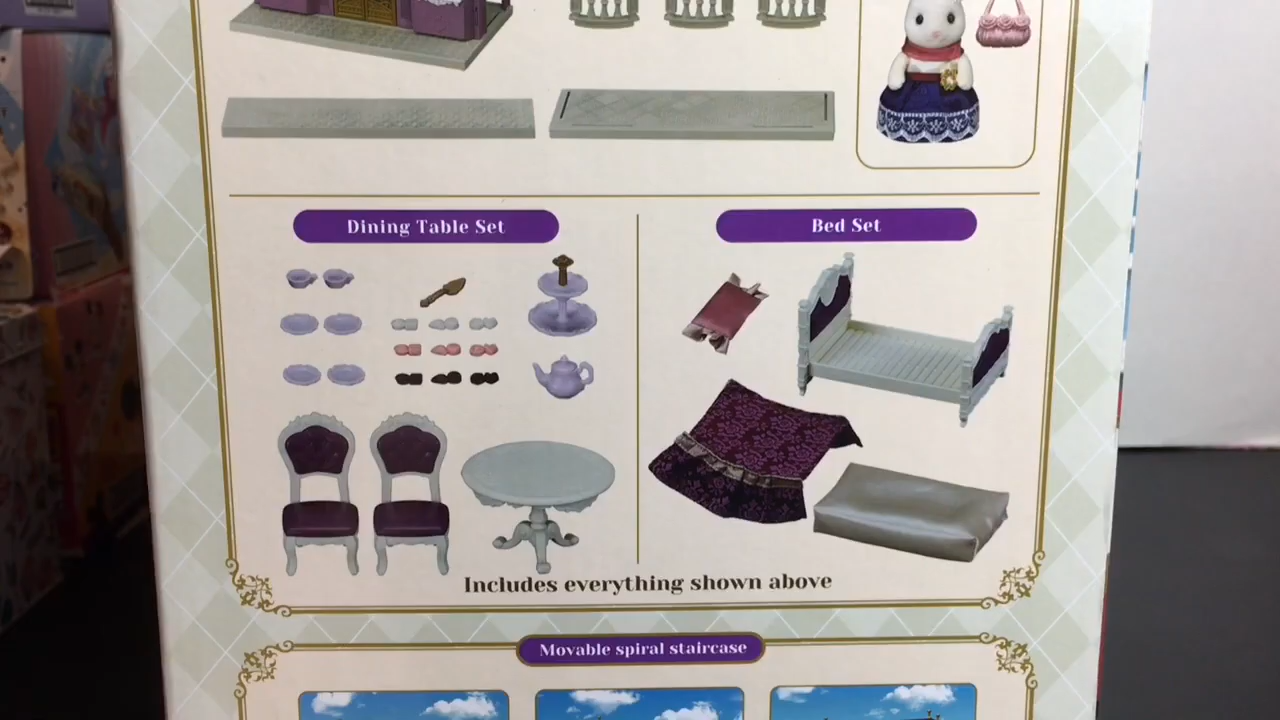 Dining Table Set
Bed Set
Includes everything shown above
Movable spiral staircase